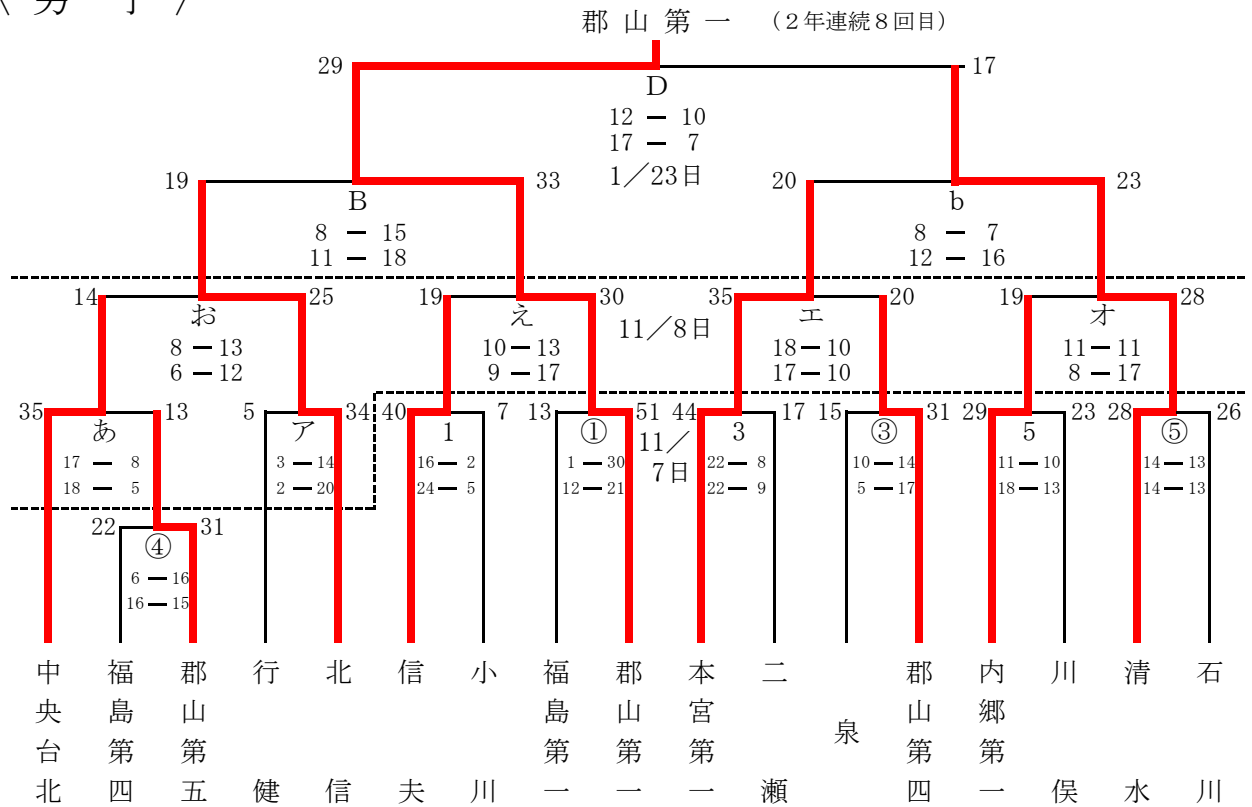 〈 男 子 〉
郡 山 第 一 （２年連続８回目）
29 17
D
12 ー 10
17 ー 7
1／23日
19 33 20 23
B b
8 ー 15 8 ー 7
11 ー 18 12 ー 16
14 25 19 30 35 20 19 28
お え エ オ
11／8日
8 ー 13 10 ー 13 18 ー 10 11 ー 11
6 ー 12 9 ー 17 17 ー 10 8 ー 17
35 13 5 34 40 7 13 51 44 17 15 31 29 23 28 26
あ ア 1 ① 3 ③ 5 ⑤
11／
7日
17 ー 8 3 ー 14 16 ー 2 1 ー 30 22 ー 8 10 ー 14 11 ー 10 14 ー 13
18 ー 5 2 ー 20 24 ー 5 12 ー 21 22 ー 9 5 ー 17 18 ー 13 14 ー 13
22 31
④
6 ー 16
16 ー 15
中央台北
福島第四
郡山第五
行健
北信
信夫
小川
福島第一
郡山第一
本宮第一
二瀬
泉
郡山第四
内郷第一
川俣
清水
石川